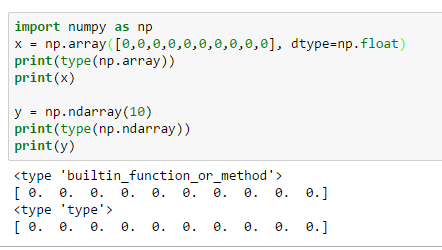 import numpy as np
x = np.array([0,0,0,0,0,0,0,0,0,0], dtype=np.float)
print(type(np.array))
print(x)
y = np.ndarray(10)
print(type(np.ndarray))
print(y)
<type 'builtin_function_or_method'>
[ 0.  0.  0.  0.  0.  0.  0.  0.  0.  0.]
<type 'type'>
[ 0.  0.  0.  0.  0.  0.  0.  0.  0.  0.]